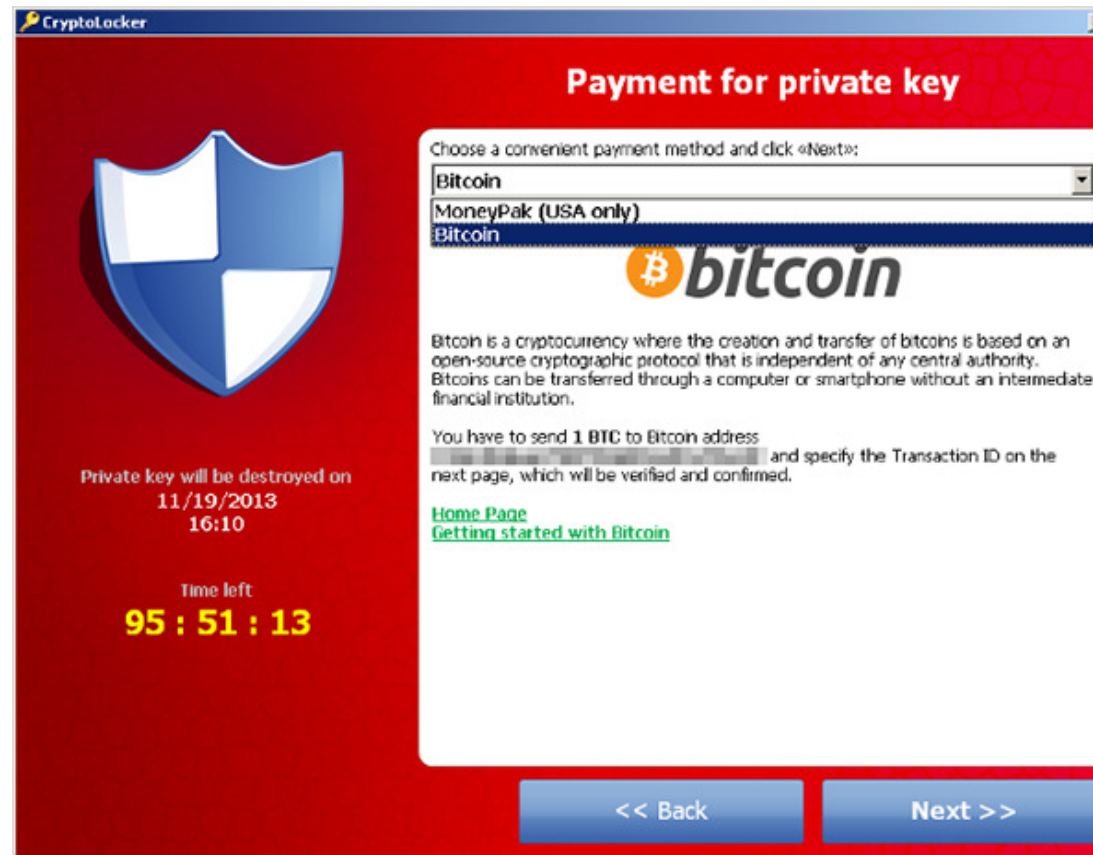 CryptoLocker
Payment for private key
Choose a convenient payment method and click «Next»:
Bitcoin
MoneyPak (USA only)
Bitcoin
bitcoin
Bitcoin is a cryptocurrency where the creation and transfer of bitcoins is based on an
open-source cryptographic protocol that is independent of any central authority.
Bitcoins can be transferred through a computer or smartphone without an intermediate
financial institution.
You have to send 1 BTC to Bitcoin address
and specify the Transaction ID on the
next page, which will be verified and confirmed.
Home Page
Getting started with Bitcoin
Private key will be destroyed on
11/19/2013
16:10
Time left
95 : 51 : 13
<< Back
Next >>